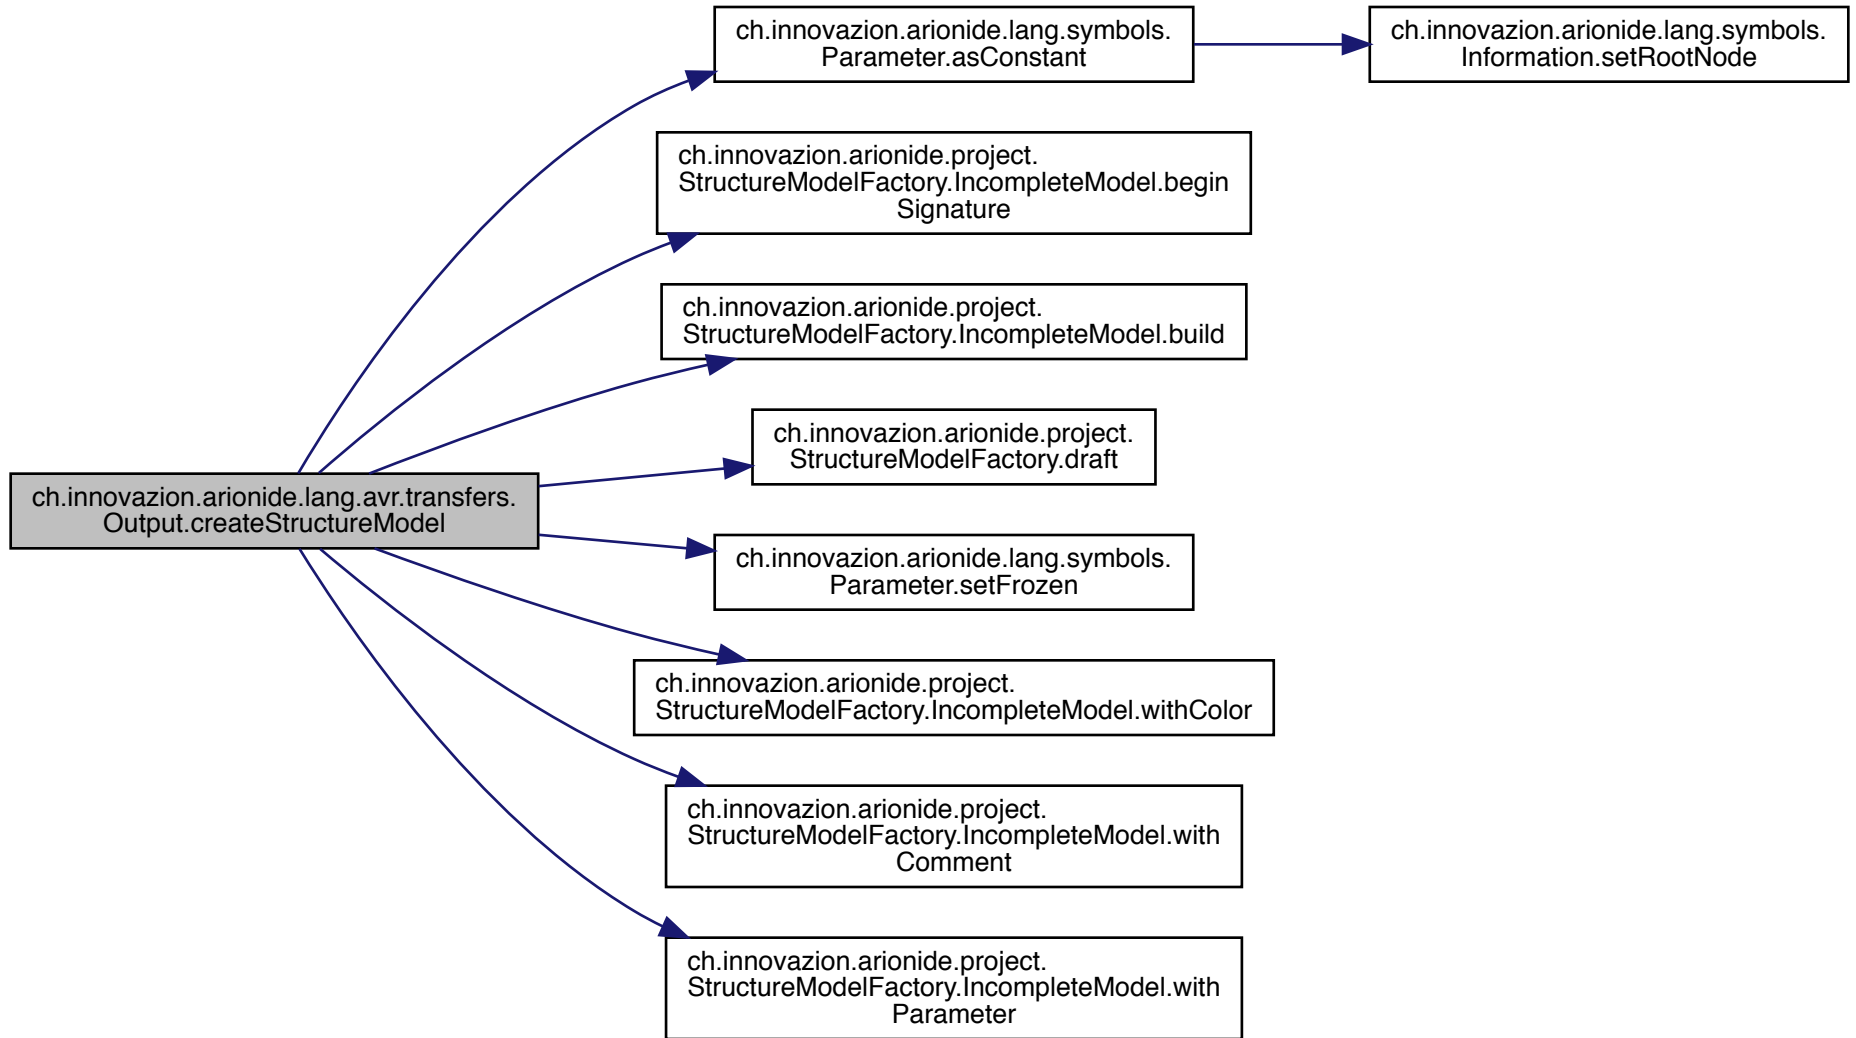 ch.innovazion.arionide.lang.symbols.
Parameter.asConstant
ch.innovazion.arionide.lang.symbols.
Information.setRootNode
ch.innovazion.arionide.project.
StructureModelFactory.IncompleteModel.begin
Signature
ch.innovazion.arionide.project.
StructureModelFactory.IncompleteModel.build
ch.innovazion.arionide.project.
StructureModelFactory.draft
ch.innovazion.arionide.lang.avr.transfers.
Output.createStructureModel
ch.innovazion.arionide.lang.symbols.
Parameter.setFrozen
ch.innovazion.arionide.project.
StructureModelFactory.IncompleteModel.withColor
ch.innovazion.arionide.project.
StructureModelFactory.IncompleteModel.with
Comment
ch.innovazion.arionide.project.
StructureModelFactory.IncompleteModel.with
Parameter